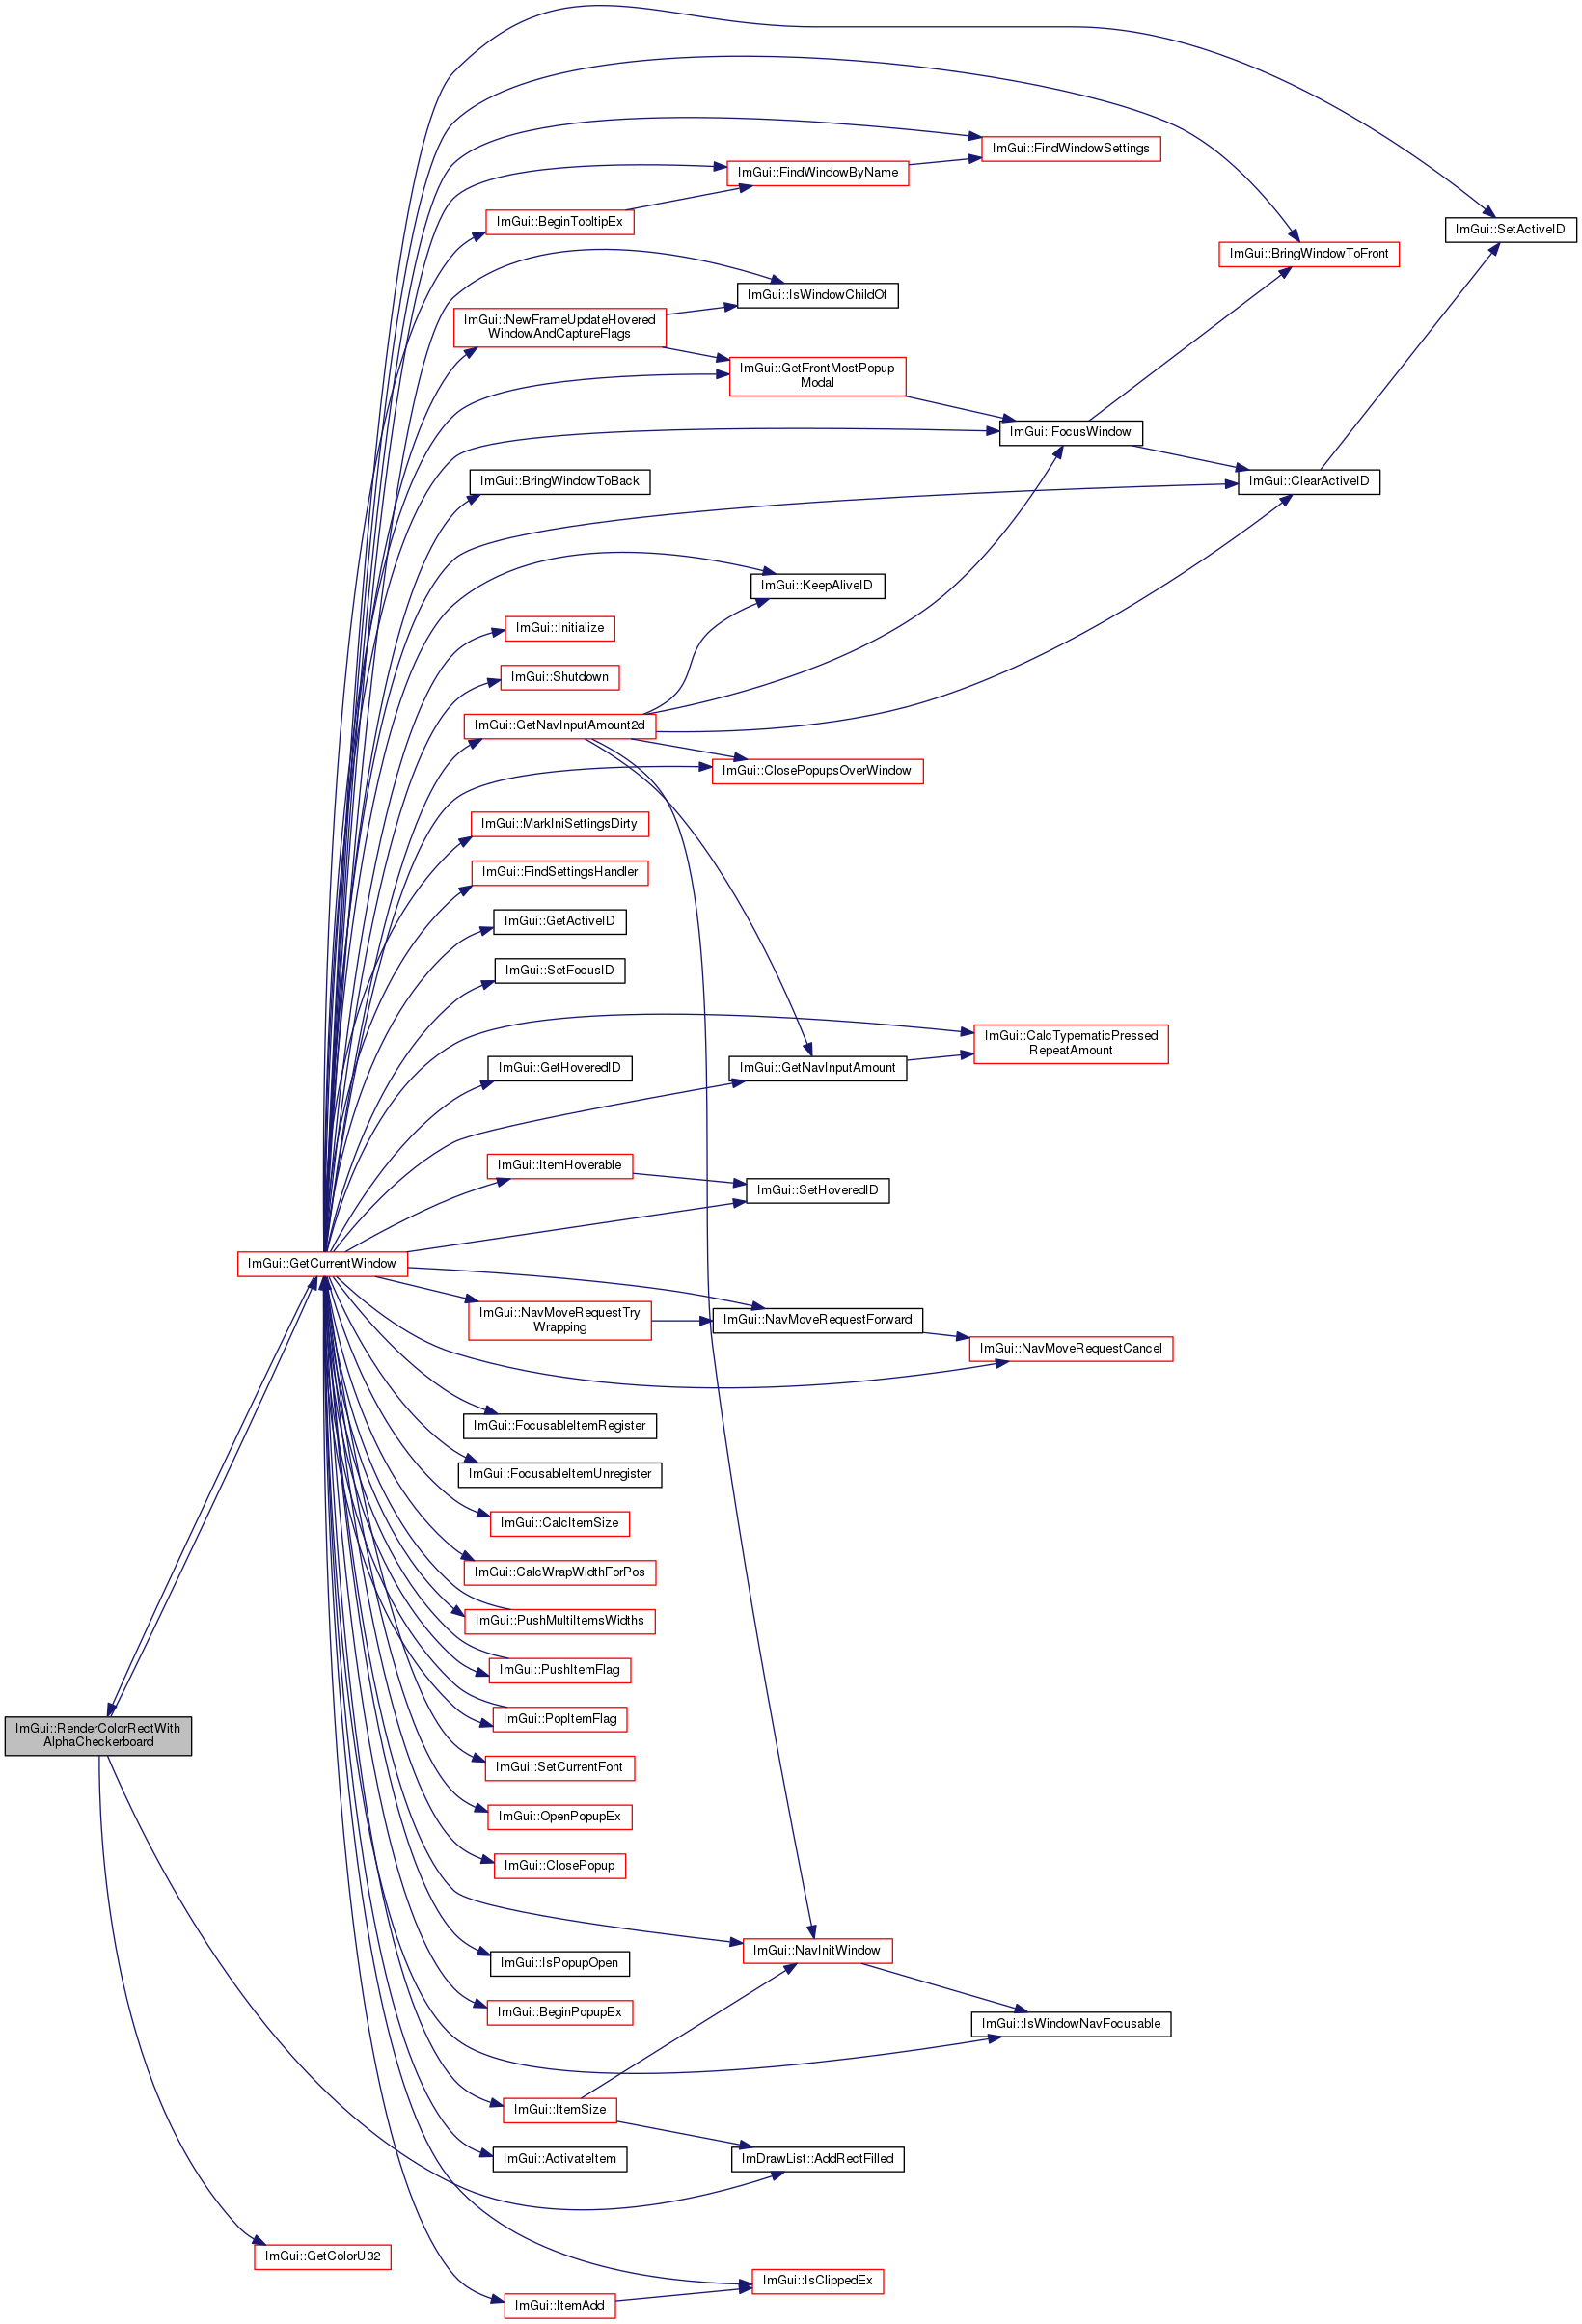 ImGui::FindWindowSettings
ImGui::FindWindowByName
ImGui::BeginTooltipEx
ImGui::SetActiveID
ImGui::BringWindowToFront
ImGui::IsWindowChildOf
ImGui::NewFrameUpdateHovered
WindowAndCaptureFlags
ImGui::GetFrontMostPopup
Modal
ImGui::FocusWindow
ImGui::BringWindowToBack
ImGui::ClearActiveID
ImGui::KeepAliveID
ImGui::Initialize
ImGui::Shutdown
ImGui::GetNavInputAmount2d
ImGui::ClosePopupsOverWindow
ImGui::MarkIniSettingsDirty
ImGui::FindSettingsHandler
ImGui::GetActiveID
ImGui::SetFocusID
ImGui::CalcTypematicPressed
RepeatAmount
ImGui::GetHoveredID
ImGui::GetNavInputAmount
ImGui::ItemHoverable
ImGui::SetHoveredID
ImGui::GetCurrentWindow
ImGui::NavMoveRequestTry
Wrapping
ImGui::NavMoveRequestForward
ImGui::NavMoveRequestCancel
ImGui::FocusableItemRegister
ImGui::FocusableItemUnregister
ImGui::CalcItemSize
ImGui::CalcWrapWidthForPos
ImGui::PushMultiItemsWidths
ImGui::PushItemFlag
ImGui::PopItemFlag
ImGui::RenderColorRectWith
AlphaCheckerboard
ImGui::SetCurrentFont
ImGui::OpenPopupEx
ImGui::ClosePopup
ImGui::NavInitWindow
ImGui::IsPopupOpen
ImGui::BeginPopupEx
ImGui::IsWindowNavFocusable
ImGui::ItemSize
ImGui::ActivateItem
ImDrawList::AddRectFilled
ImGui::GetColorU32
ImGui::IsClippedEx
ImGui::ItemAdd